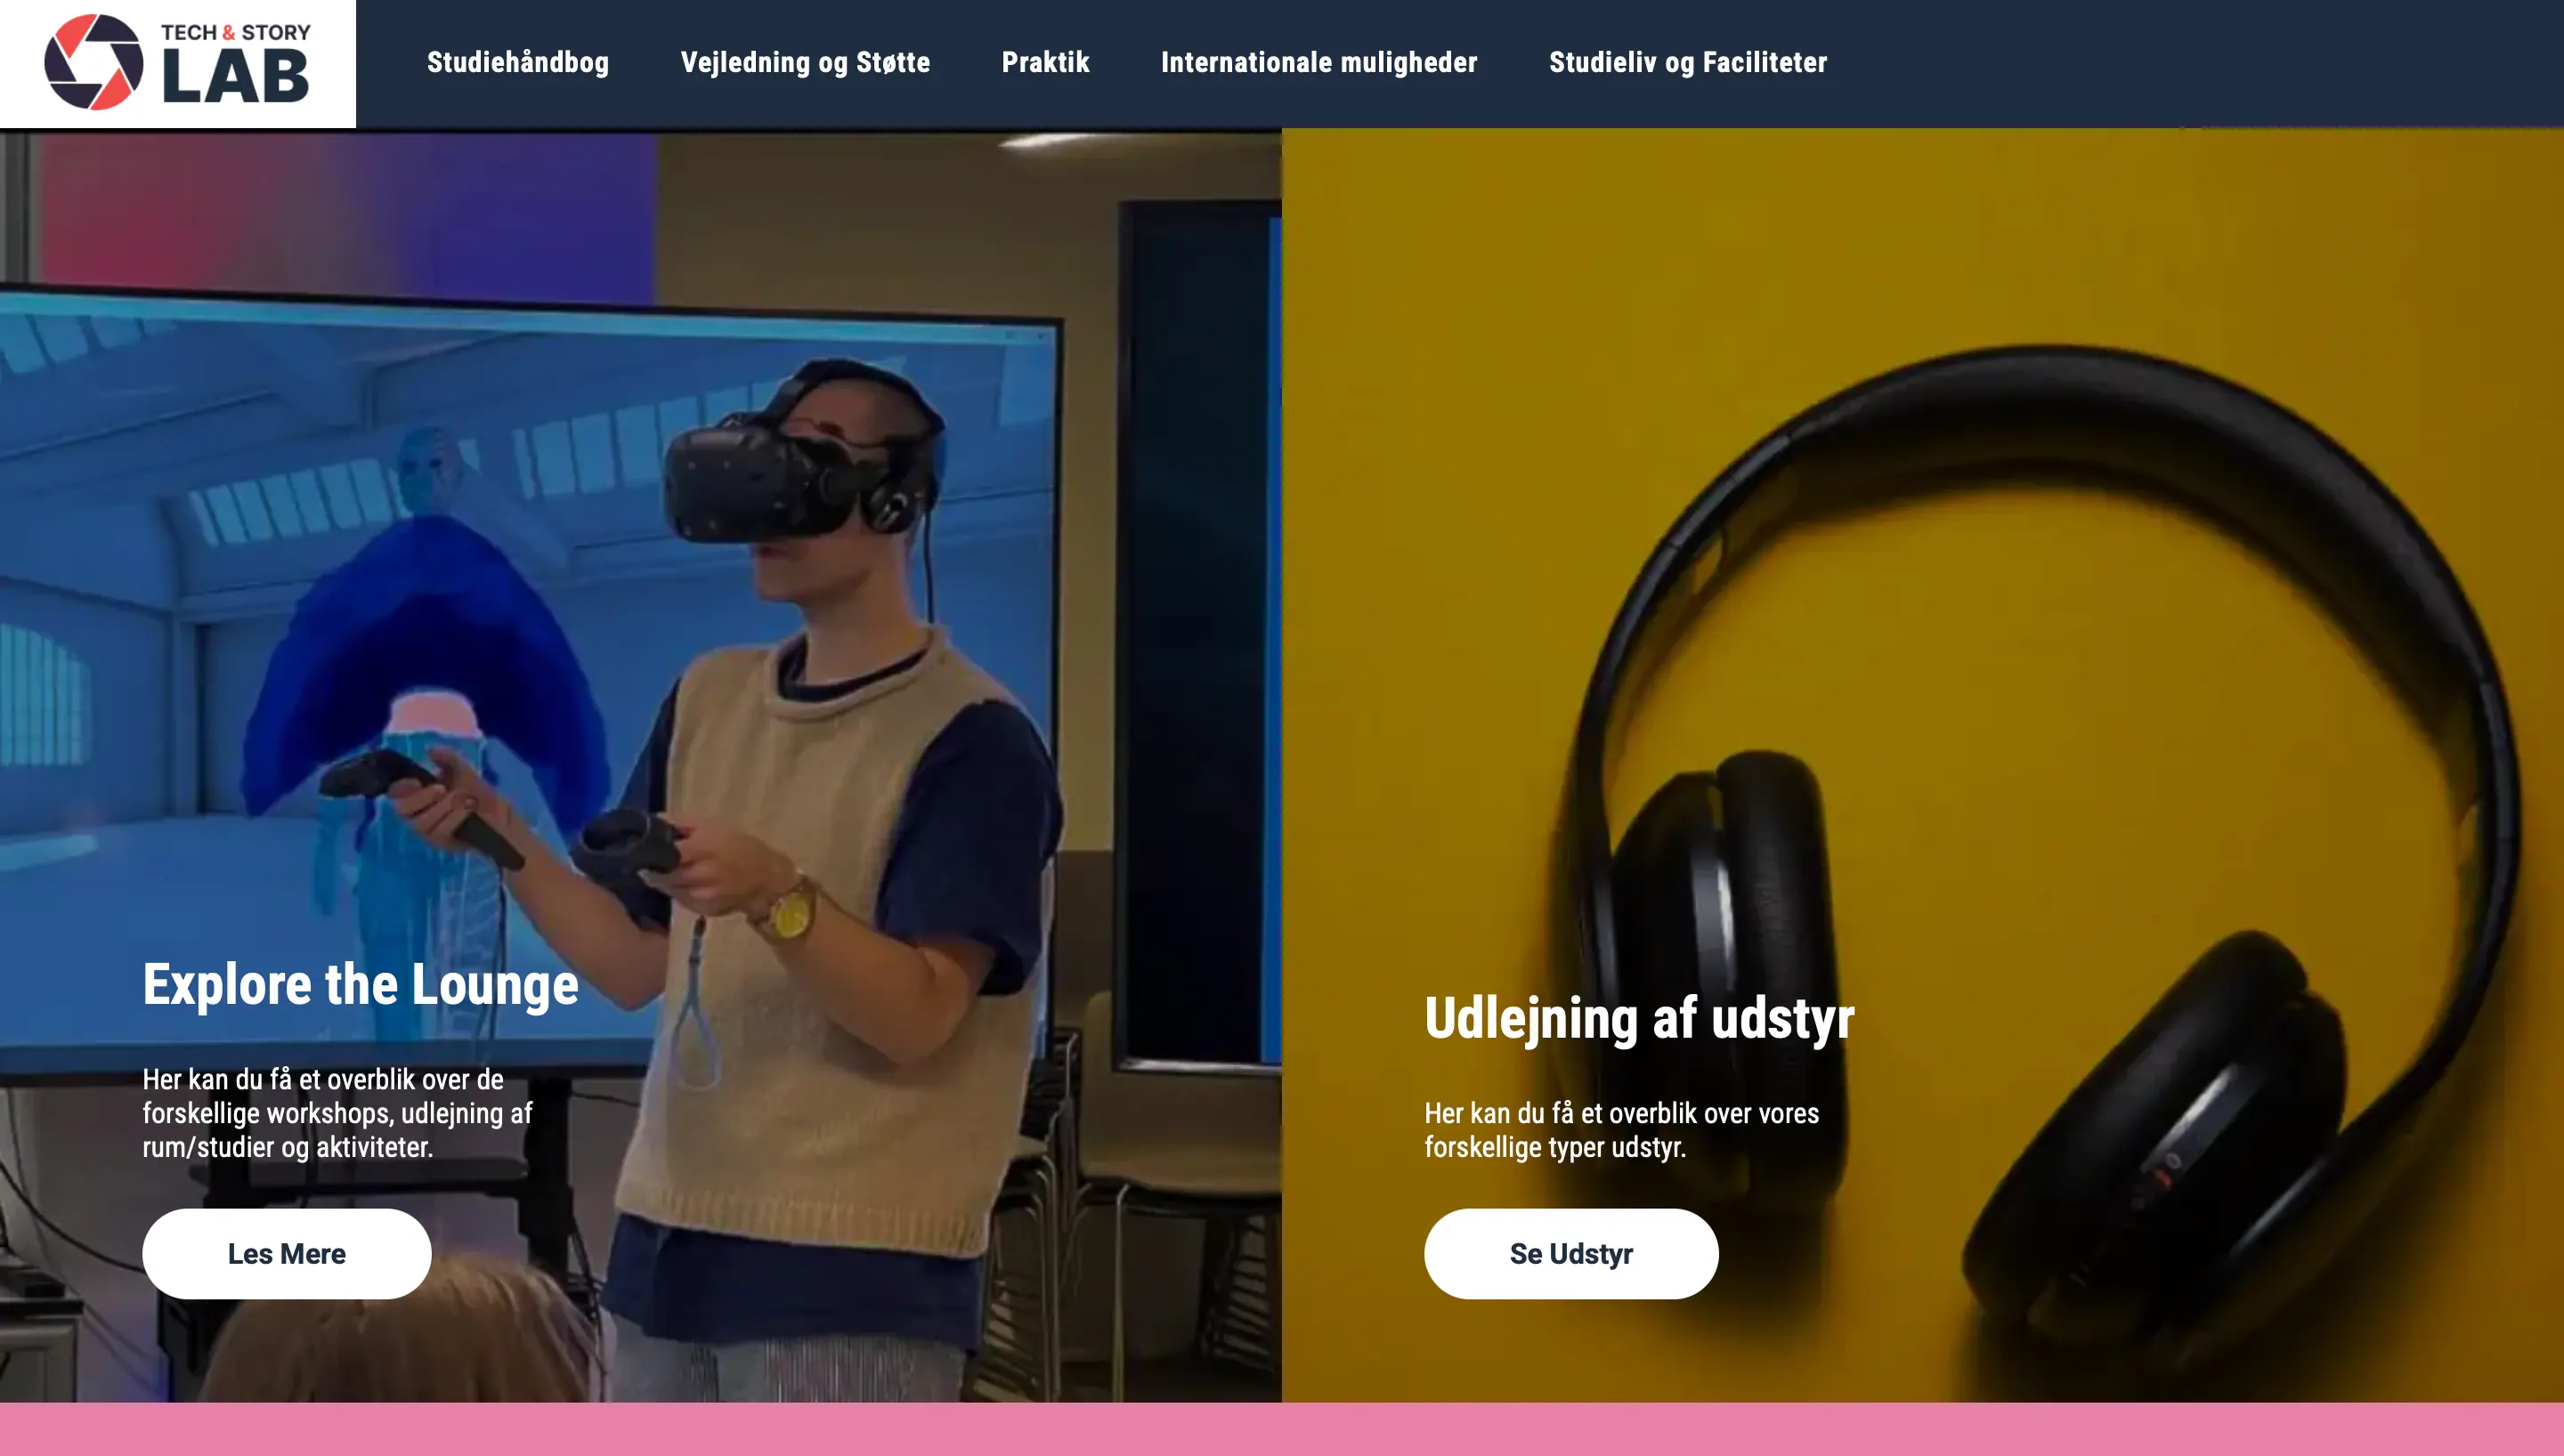 TECH & STORY
LAB
Studiehåndbog
Vejledning og Støtte
Praktik
Internationale muligheder
Studieliv og Faciliteter
Explore the Lounge
Her kan du få et overblik over de
forskellige workshops, udlejning af
rum/studier og aktiviteter.
Les Mere
Udlejning af udstyr
Her kan du få et overblik over vores
forskellige typer udstyr.
Se Udstyr